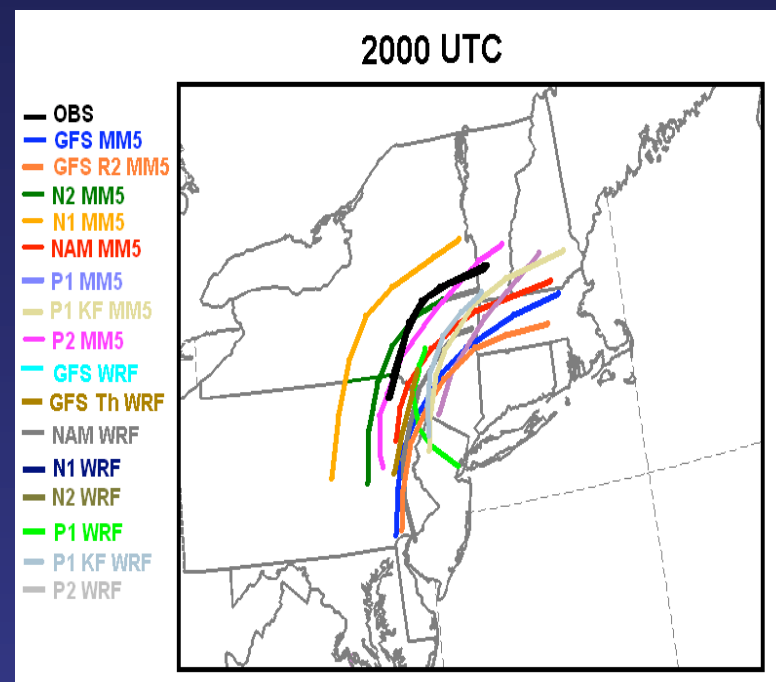 2000 UTC
OBS
GFS MM5
GFS R2 MM5
N2 MM5
N1 MM5
NAM MM5
P1 MM5
P1 KF MM5
P2 MM5
GFS WRF
GFS Th WRF
NAM WRF
N1 WRF
N2 WRF
P1 WRF
P1 KF WRF
P2 WRF